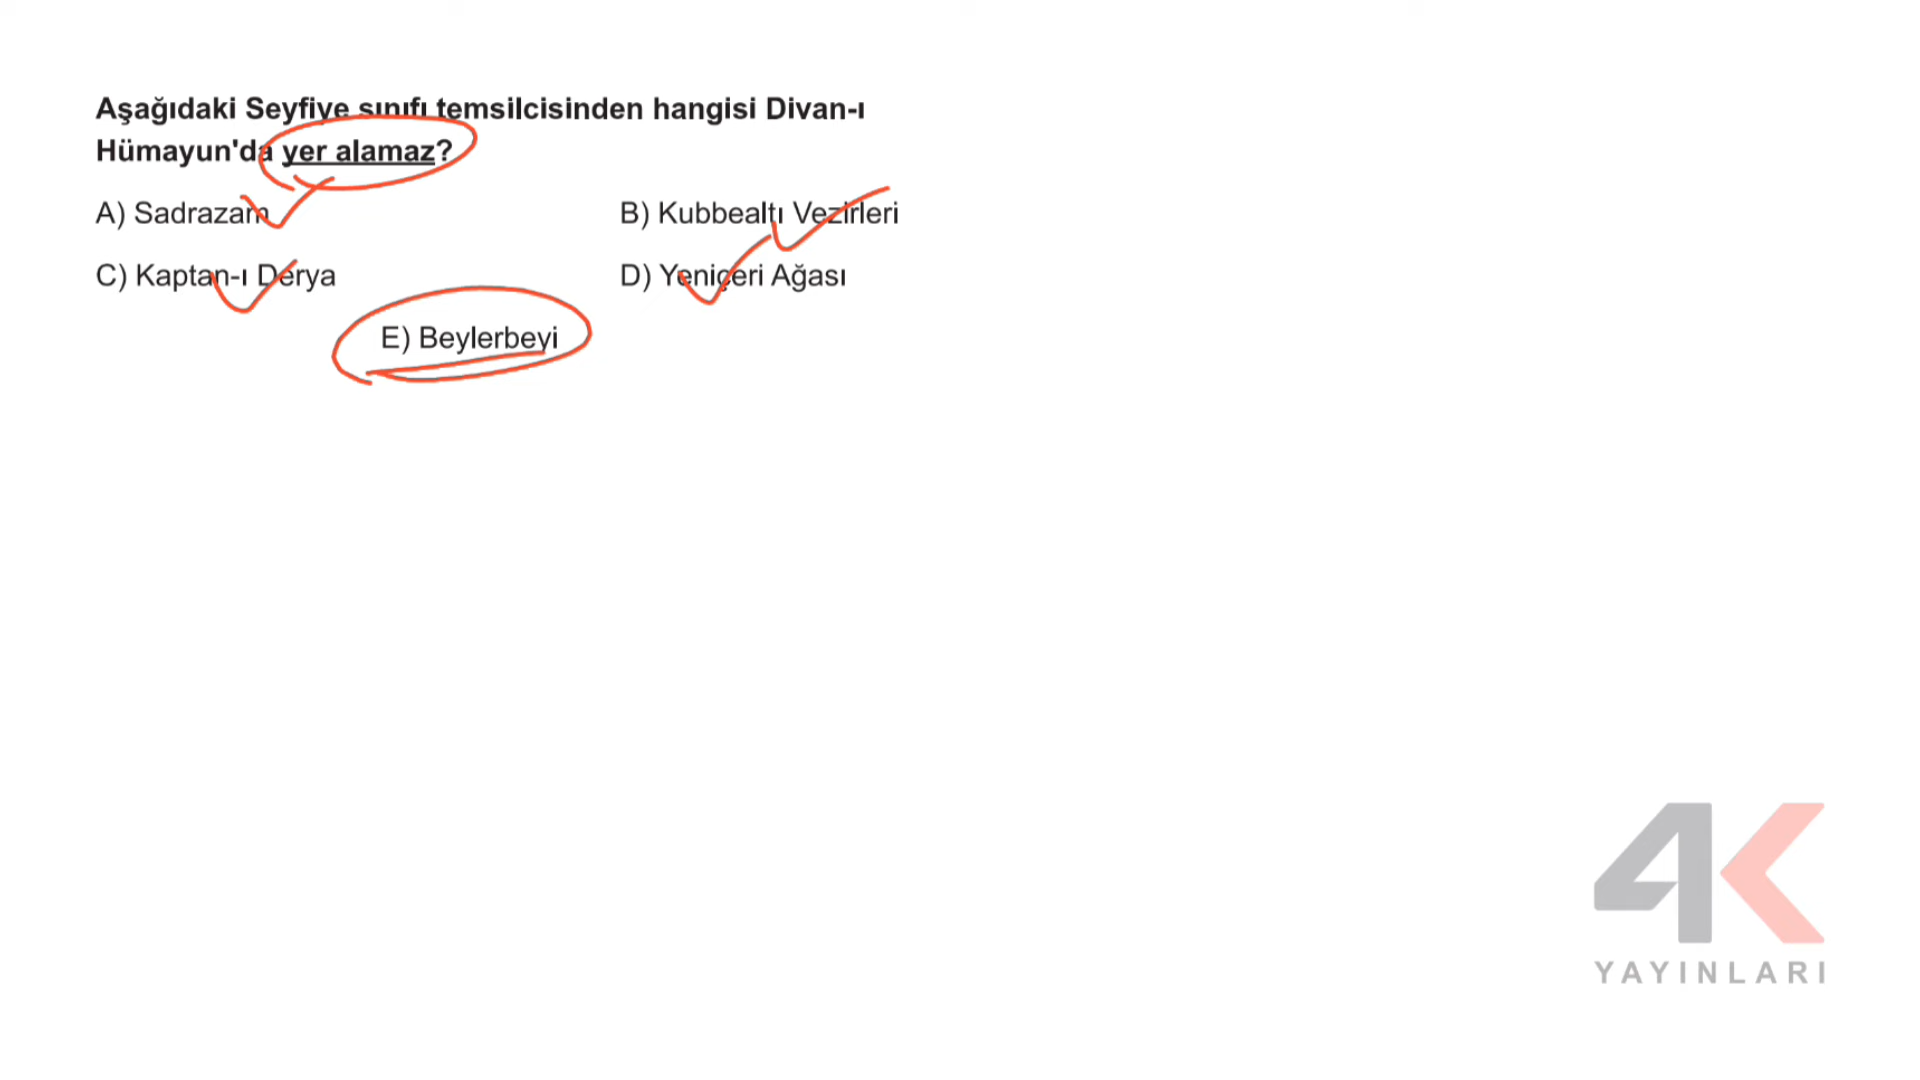 Aşağıdaki Seyfiye sınıfı temsilcisinden hangisi Divan-ı
Hümayun'da yer alamaz?
A) Sadrazam
B) Kubbealtı Vezirleri
C) Kaptan-ı Derya
D) Yeniçeri Ağası
E) Beylerbeyi
4K
YAYINLARI